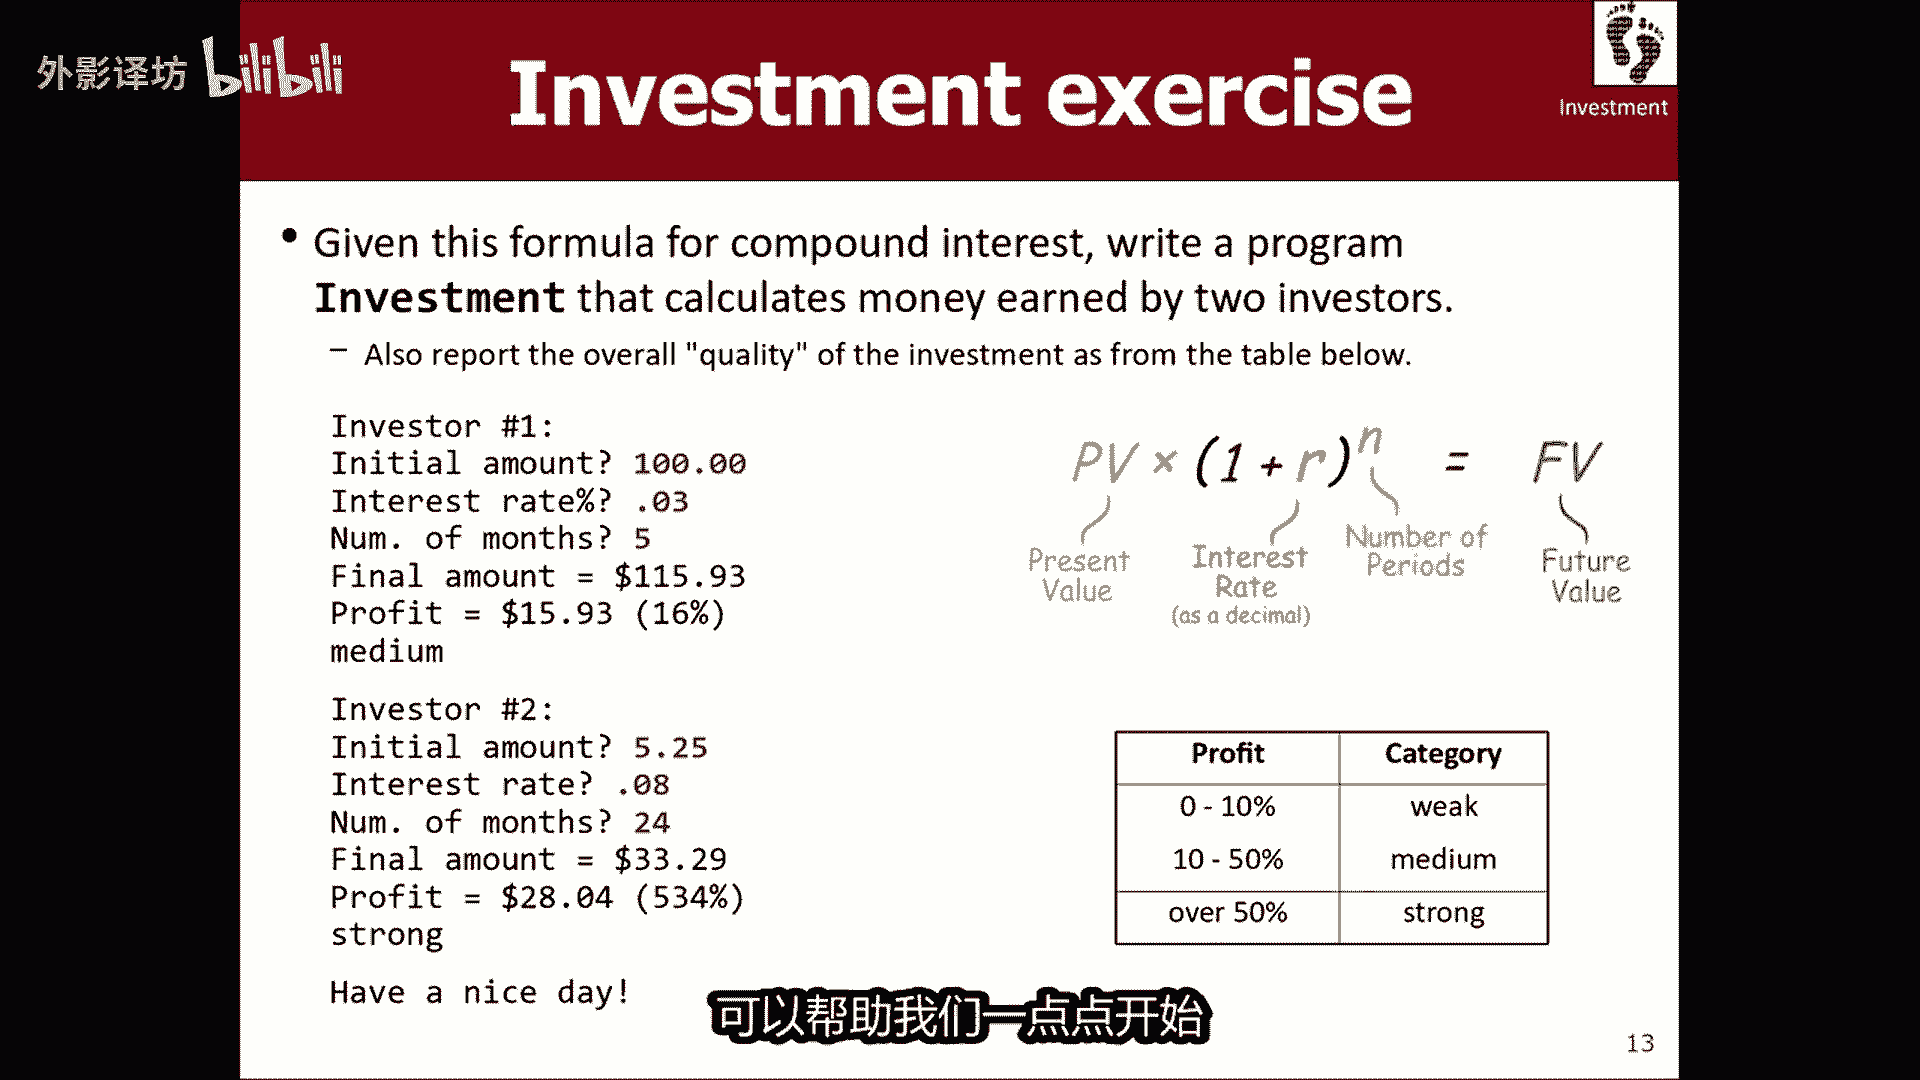 外影译坊 bilibili
Investment exercise
Investment
• Given this formula for compound interest, write a program
Investment that calculates money earned by two investors.
– Also report the overall "quality" of the investment as from the table below.
Investor #1:
Initial amount? 100.00
Interest rate%? .03
Num. of months? 5
Final amount = $115.93
Profit = $15.93 (16%)
medium
Investor #2:
Initial amount? 5.25
Interest rate? .08
Num. of months? 24
Final amount = $33.29
Profit = $28.04 (534%)
strong
Have a nice day!
PV × (1 + r)^n = FV
Present Value
Interest Rate (as a decimal)
Number of Periods
Future Value
Profit Category
0 - 10% weak
10 - 50% medium
over 50% strong
可以帮助我们一点点开始
13